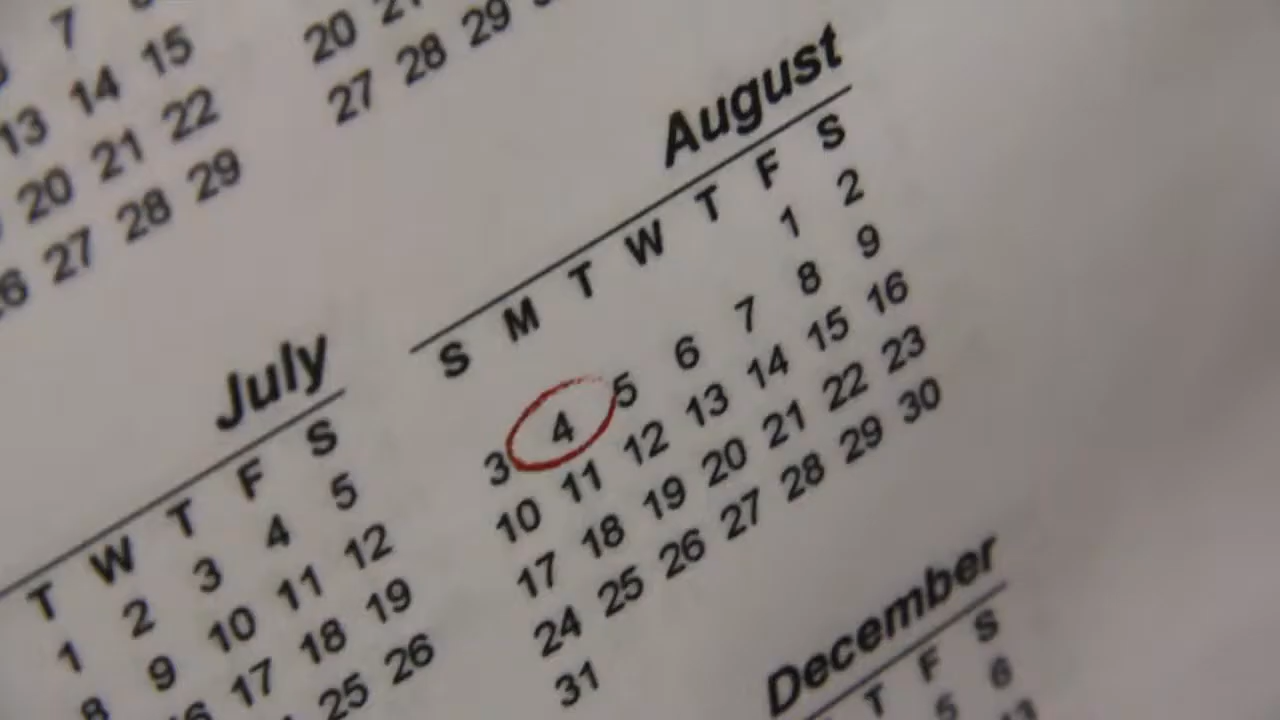 7
13 14 15
20 21 22
27 28 29
20
27 28 29
August
S M T W T F S
1 2
3 4 5 6 7 8 9
10 11 12 13 14 15 16
17 18 19 20 21 22 23
24 25 26 27 28 29 30
31
July
T W T F S
1 2 3 4 5
8 9 10 11 12
17 18 19
25 26
December
T F S
5 6
13